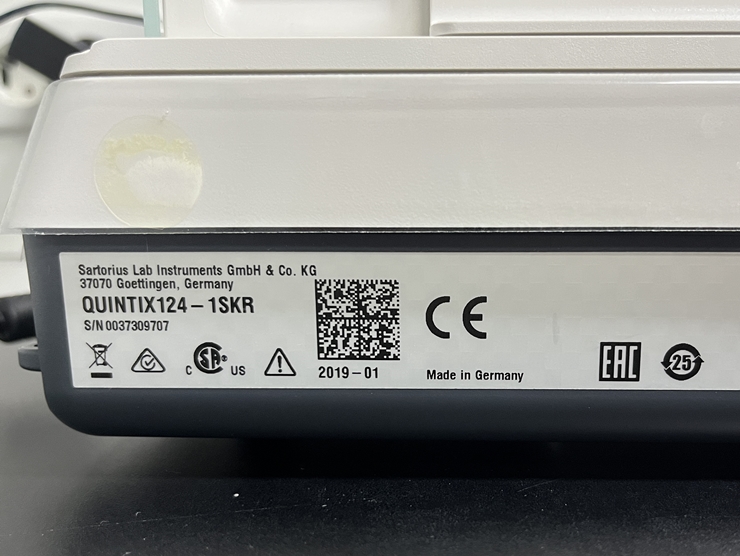 Sartorius Lab Instruments GmbH & Co. KG
37070 Goettingen, Germany
QUINTIX124-1SKR
S/N 0037309707
C SA® US
2019-01
CE
Made in Germany
EAC
25